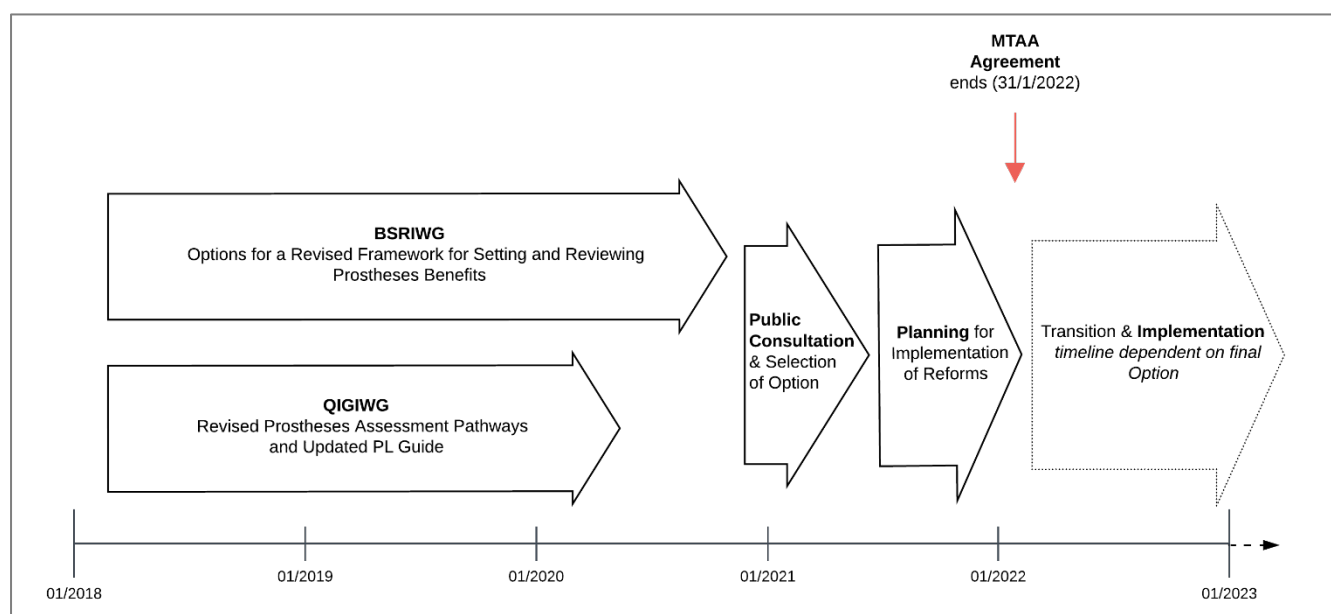 MTAA
Agreement
ends (31/1/2022)
BSRIWG
Options for a Revised Framework for Setting and Reviewing
Prostheses Benefits
QIGIWG
Revised Prostheses Assessment Pathways
and Updated PL Guide
Public
Consultation
& Selection
of Option
Planning for
Implementation
of Reforms
Transition & Implementation
timeline dependent on final
Option
01/2018
01/2019
01/2020
01/2021
01/2022
01/2023